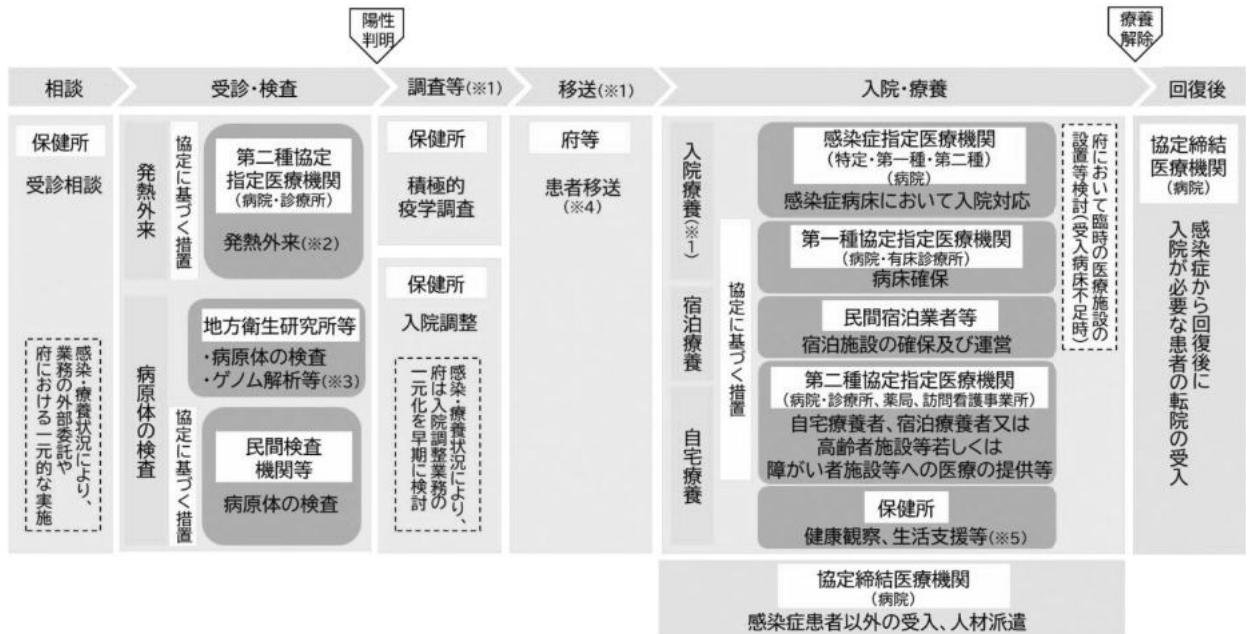 陽性
判明
療養
解除
相談
受診・検査
調査等(※1)
移送(※1)
入院・療養
回復後
保健所
受診相談
感染・療養状況により、
業務の外部委託や
府における一元的な実施
発熱外来
協定に基づく措置
第二種協定
指定医療機関
(病院・診療所)
発熱外来(※2)
病原体の検査
地方衛生研究所等
・病原体の検査
・ゲノム解析等(※3)
協定に基づく措置
民間検査
機関等
病原体の検査
保健所
積極的
疫学調査
保健所
入院調整
感染・療養状況により、
府は入院調整業務の
一元化を早期に検討
府等
患者移送
(※4)
入院療養(※1)
宿泊療養
自宅療養
協定に基づく措置
感染症指定医療機関
(特定・第一種・第二種)
(病院)
感染症病床において入院対応
第一種協定指定医療機関
(病院・有床診療所)
病床確保
民間宿泊業者等
宿泊施設の確保及び運営
第二種協定指定医療機関
(病院・診療所、薬局、訪問看護事業所)
自宅療養者、宿泊療養者又は
高齢者施設等若しくは
障がい者施設等への医療の提供等
保健所
健康観察、生活支援等(※5)
府において臨時の医療施設の
設置等検討(受入病床不足時)
協定締結医療機関
(病院)
感染症患者以外の受入、人材派遣
協定締結
医療機関
(病院)
感染症から回復後に
入院が必要な患者の転院の受入